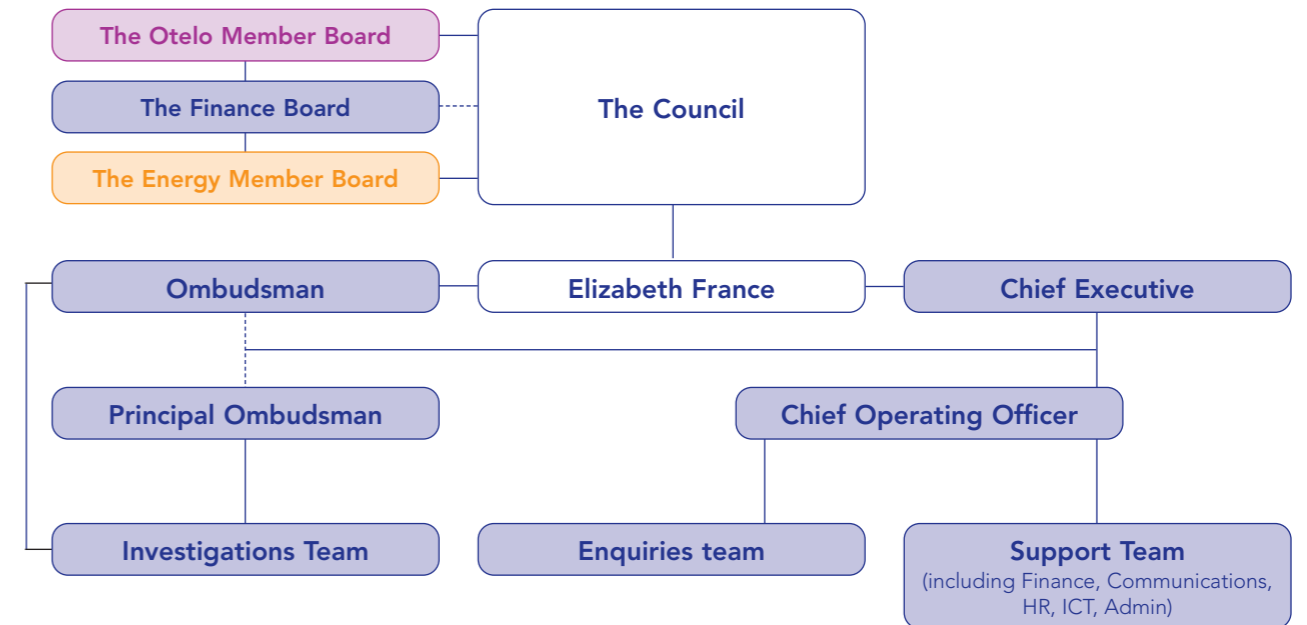 The Otelo Member Board
The Finance Board
The Council
The Energy Member Board
Ombudsman
Elizabeth France
Chief Executive
Principal Ombudsman
Chief Operating Officer
Investigations Team
Enquiries team
Support Team
(including Finance, Communications,
HR, ICT, Admin)